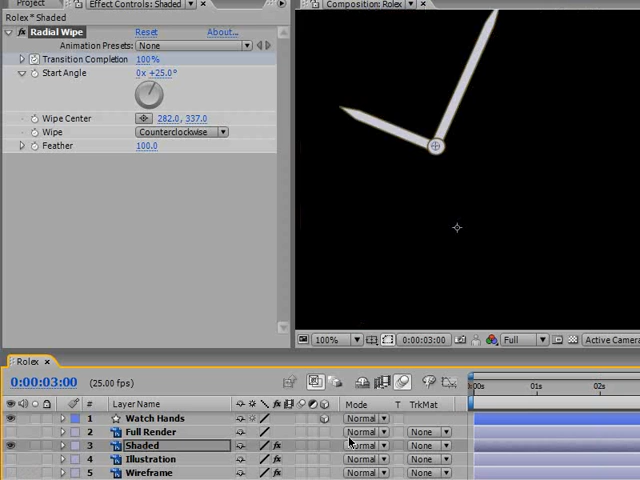 Project Effect Controls: Shaded
Composition: Rolex
Rolex * Shaded
Radial Wipe Reset About...
Animation Presets: None
Transition Completion 100%
Start Angle 0x +25.0°
Wipe Center 282.0, 337.0
Wipe Counterclockwise
Feather 100.0
100% 0:00:03:00 Full Active Camera
Rolex
0:00:03:00 (25.00 fps)
:00s 01s 02s
# Layer Name Mode T TrkMat
1 Watch Hands Normal
2 Full Render Normal None
3 Shaded Normal None
4 Illustration Normal None
5 Wireframe Normal None